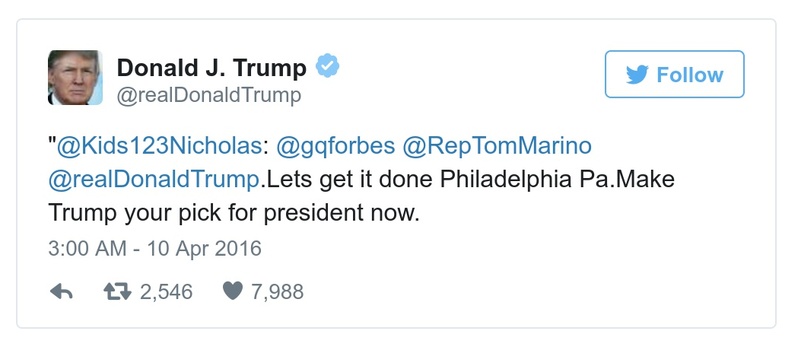 Donald J. Trump
@realDonaldTrump
Follow
"@Kids123Nicholas: @gqforbes @RepTomMarino
@realDonaldTrump.Lets get it done Philadelphia Pa.Make
Trump your pick for president now.
3:00 AM - 10 Apr 2016
2,546 7,988